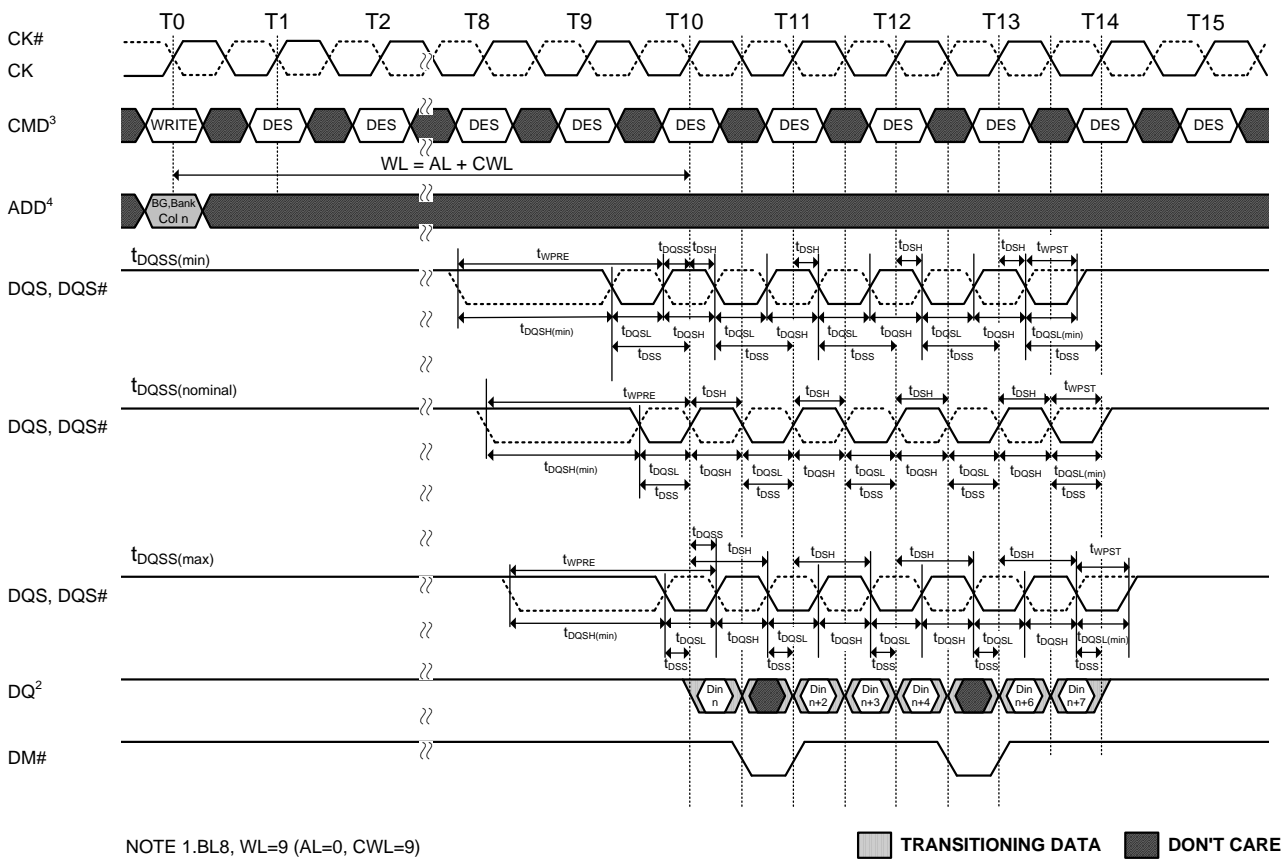 T0 T1 T2 T8 T9 T10 T11 T12 T13 T14 T15
CK#
CK
CMD3 WRITE DES DES DES DES DES DES DES DES DES DES
WL = AL + CWL
ADD4 BG,Bank
Col n
tDQSS(min) tWPRE tDQSS tDSH tDSH tDSH tDSH tWPST
DQS, DQS#
tDQSH(min) tDQSL tDQSH tDQSL tDQSH tDQSL tDQSH tDQSL tDQSH tDQSL(min)
tDSS tDSS tDSS tDSS tDSS
tDQSS(nominal) tWPRE tDSH tDSH tDSH tDSH tWPST
DQS, DQS#
tDQSH(min) tDQSL tDQSH tDQSL tDQSH tDQSL tDQSH tDQSL tDQSH tDQSL(min)
tDSS tDSS tDSS tDSS tDSS
tDQSS
tDQSS(max) tWPRE tDSH tDSH tDSH tDSH tWPST
DQS, DQS#
tDQSH(min) tDQSL tDQSH tDQSL tDQSH tDQSL tDQSH tDQSL tDQSH tDQSL(min)
tDSS tDSS tDSS tDSS tDSS
DQ2 Din Din Din Din Din Din
n n+2 n+3 n+4 n+6 n+7
DM#
NOTE 1.BL8, WL=9 (AL=0, CWL=9)
TRANSITIONING DATA DON'T CARE